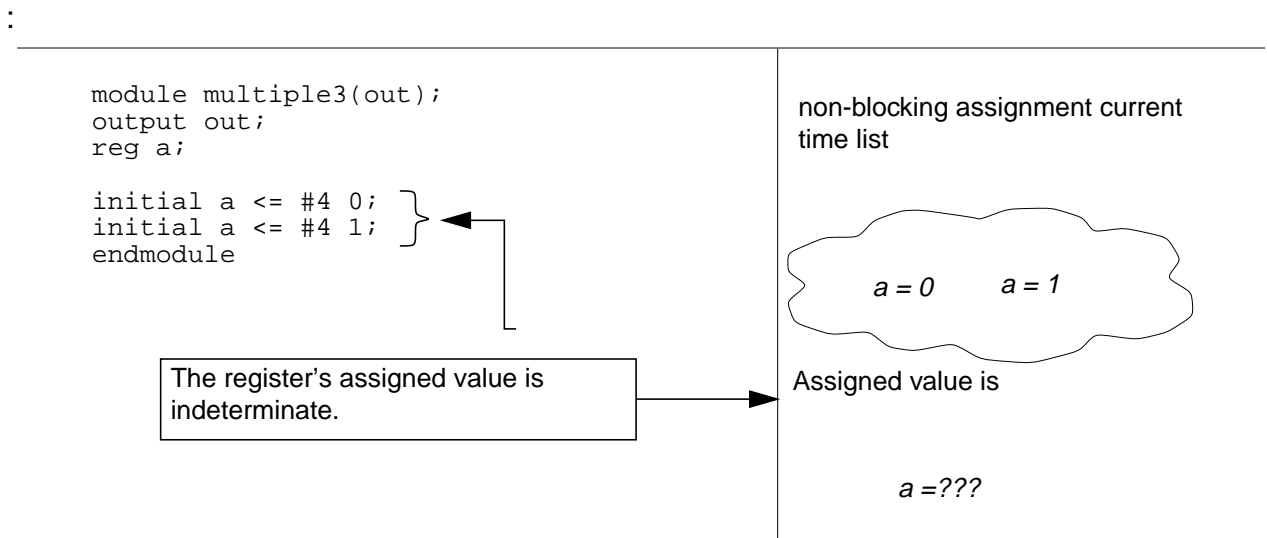 :
module multiple3(out);
output out;
reg a;
initial a <= #4 0;
initial a <= #4 1;
endmodule
The register's assigned value is
indeterminate.
non-blocking assignment current
time list
a = 0 a = 1
Assigned value is
a =???